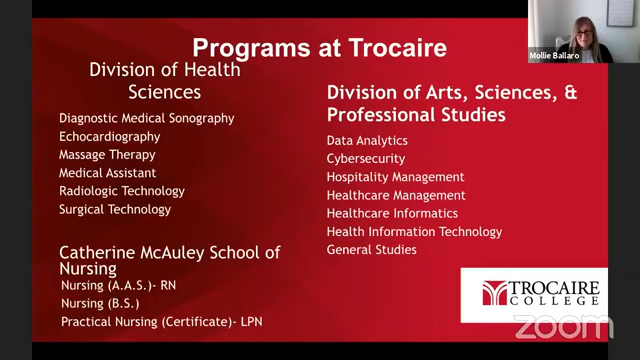 Programs at Trocaire
Division of Health
Sciences
Diagnostic Medical Sonography
Echocardiography
Massage Therapy
Medical Assistant
Radiologic Technology
Surgical Technology
Catherine McAuley School of
Nursing
Nursing (A.A.S.)- RN
Nursing (B.S.)
Practical Nursing (Certificate)- LPN
Division of Arts, Sciences, &
Professional Studies
Data Analytics
Cybersecurity
Hospitality Management
Healthcare Management
Healthcare Informatics
Health Information Technology
General Studies
Mollie Ballaro
TROCAIRE
COLLEGE
zoom